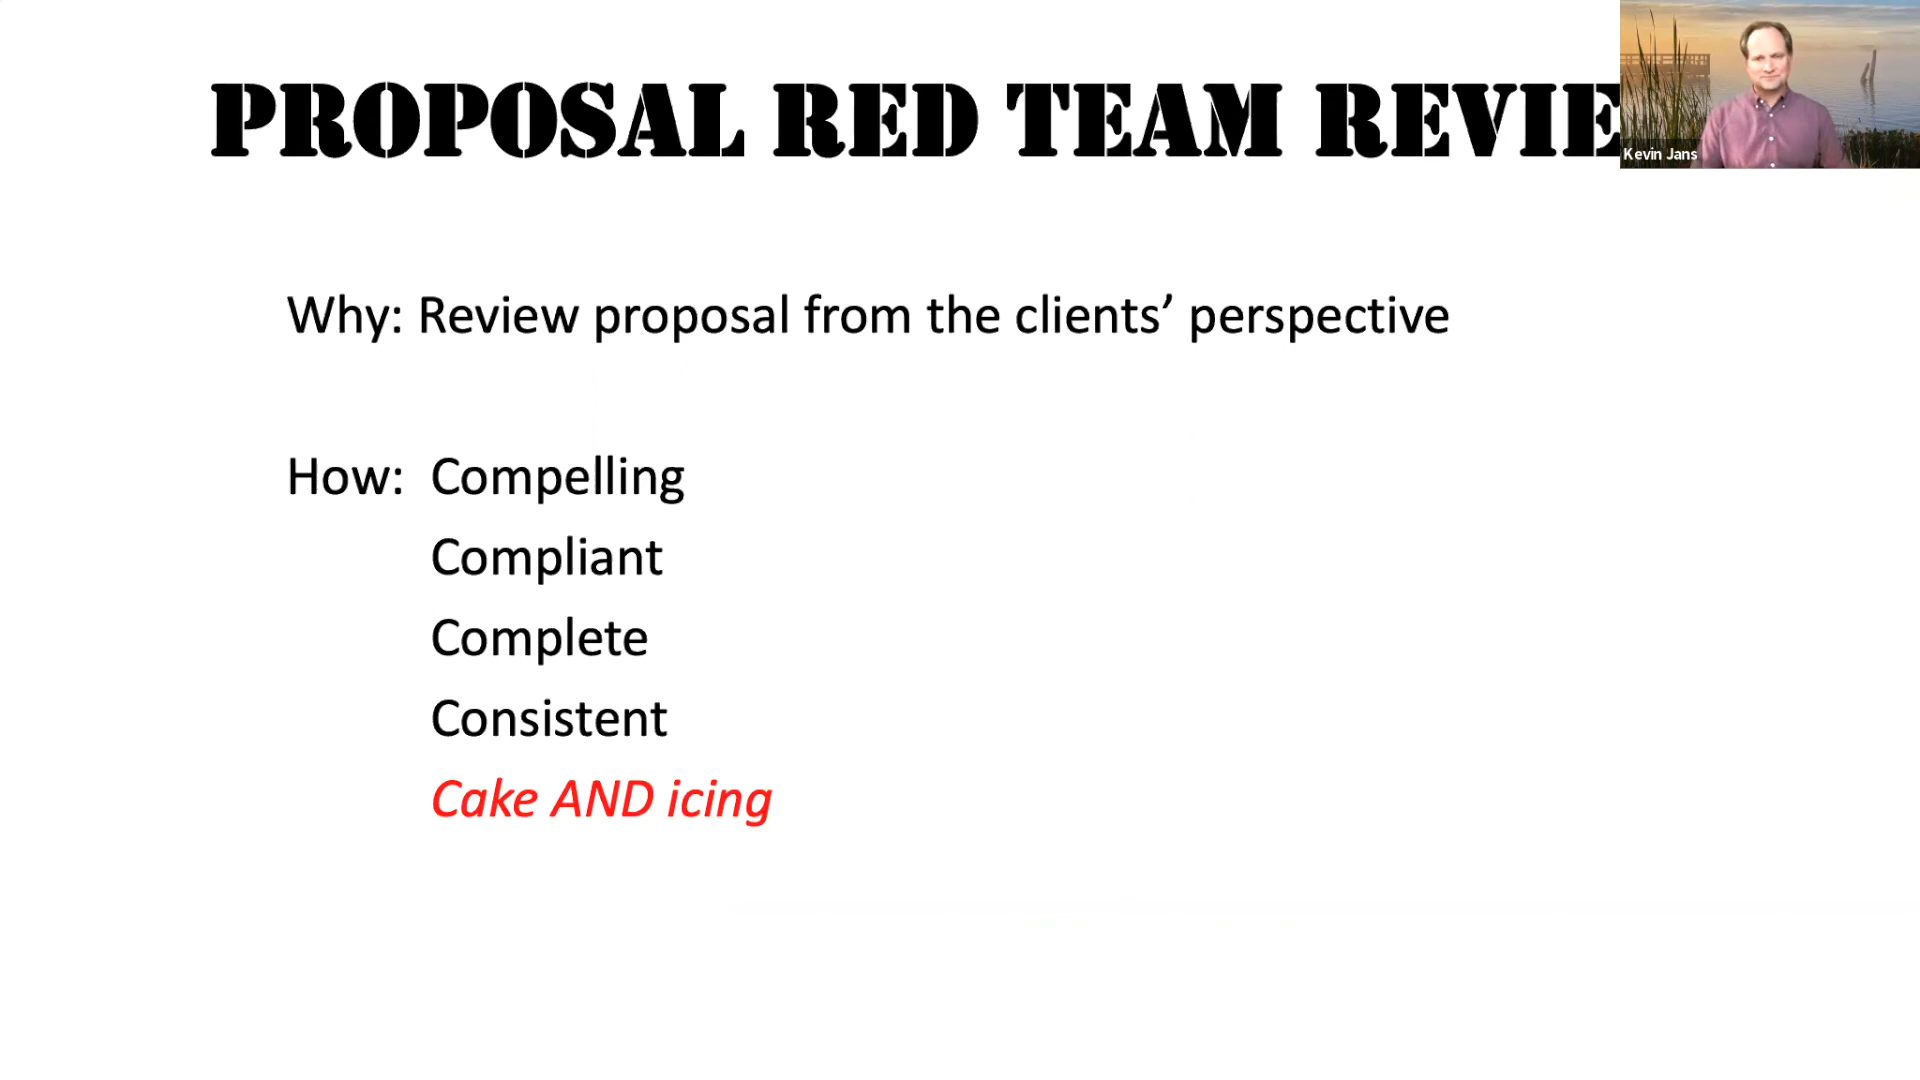 PROPOSAL RED TEAM REVIE
Kevin Jans
Why: Review proposal from the clients’ perspective
How: Compelling
Compliant
Complete
Consistent
Cake AND icing